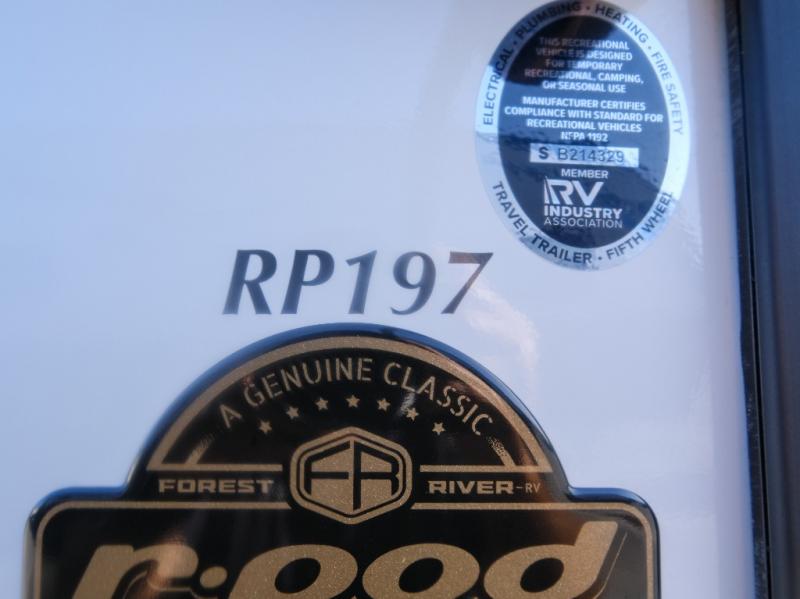 ELECTRICAL • PLUMBING • HEATING • FIRE SAFETY
THIS RECREATIONAL
VEHICLE IS DESIGNED
FOR TEMPORARY
RECREATIONAL, CAMPING,
OR SEASONAL USE
MANUFACTURER CERTIFIES
COMPLIANCE WITH STANDARD FOR
RECREATIONAL VEHICLES
NFPA 1192
S B214329
MEMBER
RV
INDUSTRY
ASSOCIATION
TRAVEL TRAILER • FIFTH WHEEL
RP197
A GENUINE CLASSIC
FR
FOREST RIVER-RV
r·pod